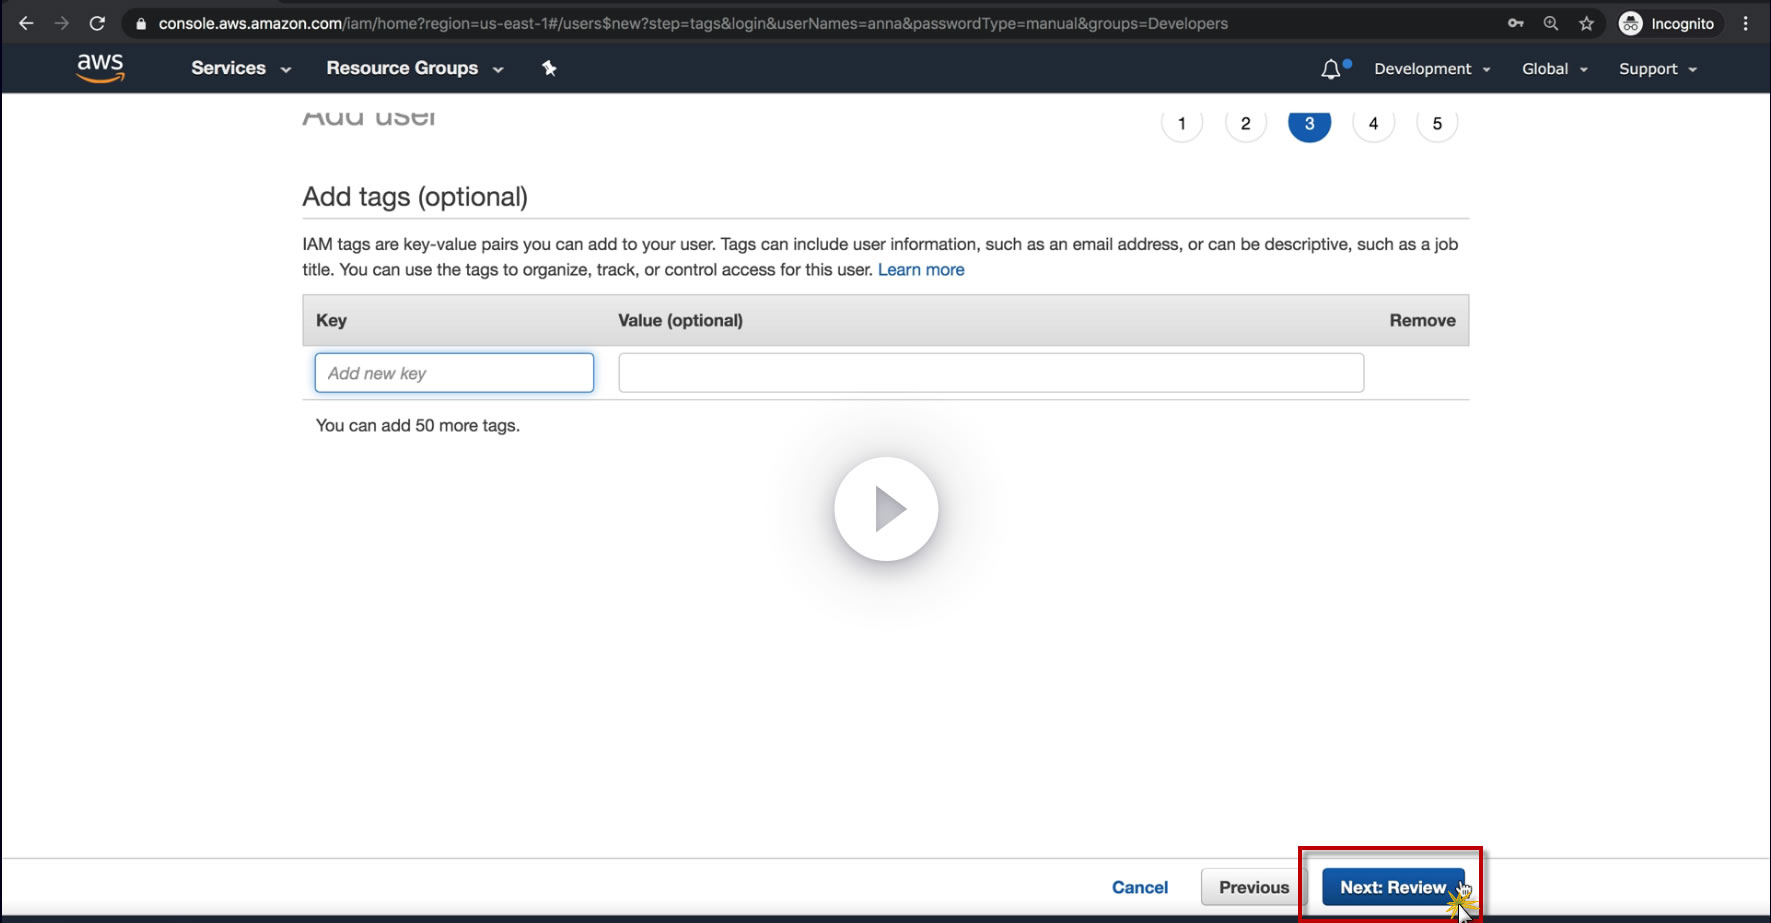 console.aws.amazon.com/iam/home?region=us-east-1#/users$new?step=tags&login&userNames=anna&passwordType=manual&groups=Developers
Incognito
aws
Services
Resource Groups
Development
Global
Support
Add user
1
2
3
4
5
Add tags (optional)
IAM tags are key-value pairs you can add to your user. Tags can include user information, such as an email address, or can be descriptive, such as a job
title. You can use the tags to organize, track, or control access for this user. Learn more
Key
Value (optional)
Remove
Add new key
You can add 50 more tags.
Cancel
Previous
Next: Review